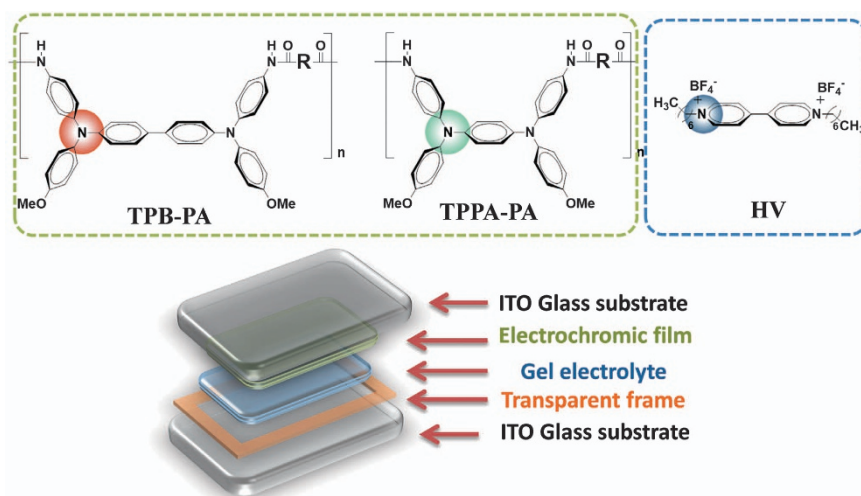 H
N
O
R
O
H
N
O
R
O
BF₄⁻
BF₄⁻
H₃C
+
N
6
+
N
6
CH₃
N
N
n
N
N
n
MeO
OMe
MeO
OMe
TPB-PA
TPPA-PA
HV
ITO Glass substrate
Electrochromic film
Gel electrolyte
Transparent frame
ITO Glass substrate